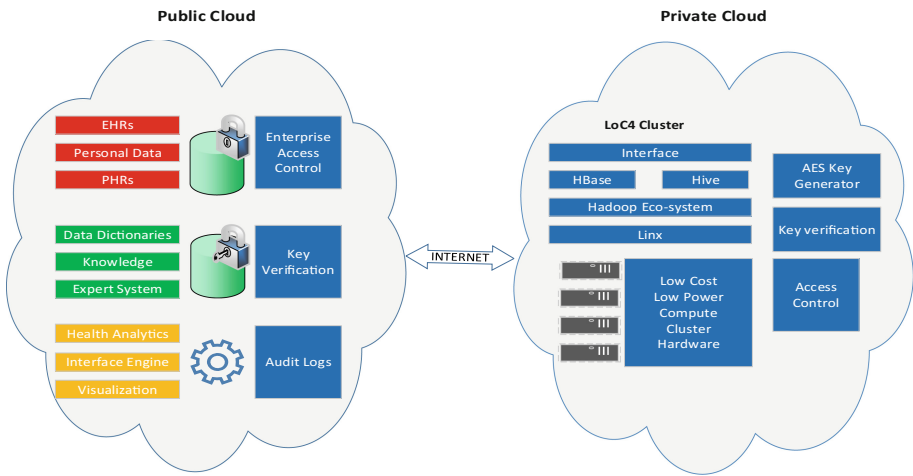 Public Cloud
Private Cloud
EHRs
Personal Data
PHRs
Enterprise
Access
Control
Data Dictionaries
Knowledge
Expert System
Key
Verification
Health Analytics
Interface Engine
Visualization
Audit Logs
INTERNET
LoC4 Cluster
Interface
HBase
Hive
Hadoop Eco-system
Linx
Low Cost
Low Power
Compute
Cluster
Hardware
AES Key
Generator
Key verification
Access
Control